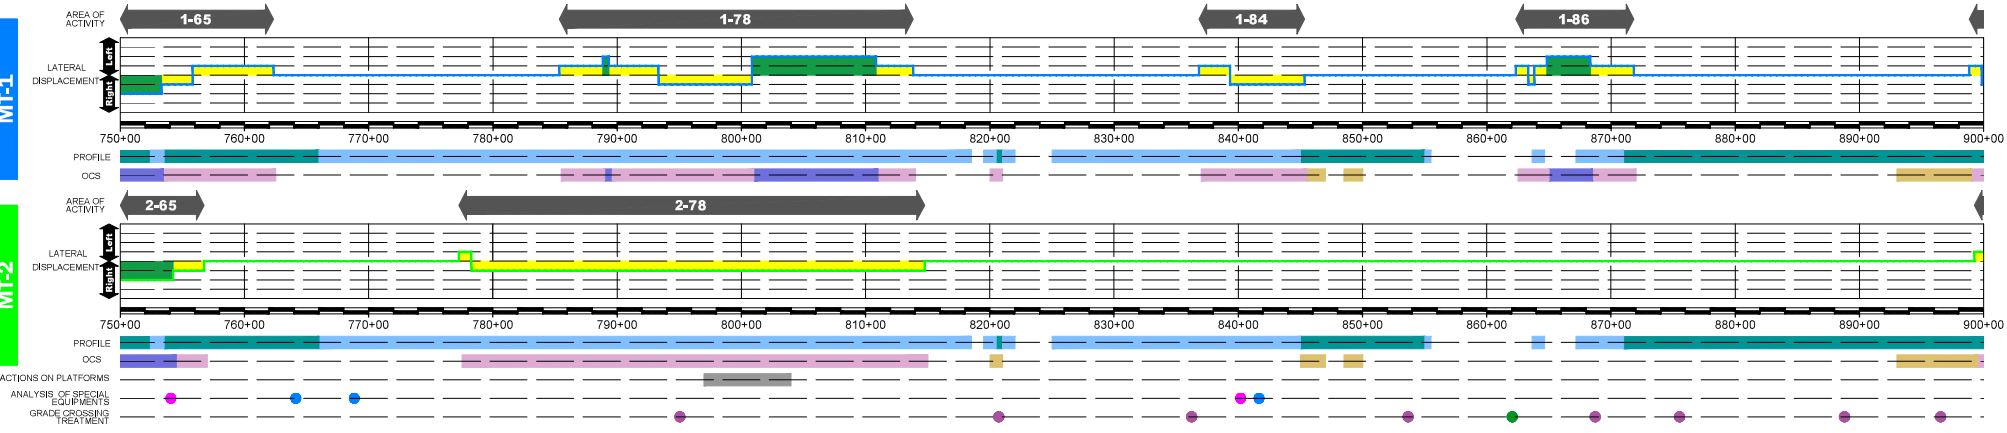 AREA OF
ACTIVITY
1-65
1-78
1-84
1-86
MT-1
Left
Right
LATERAL
DISPLACEMENT
750+00 760+00 770+00 780+00 790+00 800+00 810+00 820+00 830+00 840+00 850+00 860+00 870+00 880+00 890+00 900+00
PROFILE
OCS
AREA OF
ACTIVITY
2-65
2-78
MT-2
Left
Right
LATERAL
DISPLACEMENT
750+00 760+00 770+00 780+00 790+00 800+00 810+00 820+00 830+00 840+00 850+00 860+00 870+00 880+00 890+00 900+00
PROFILE
OCS
ACTIONS ON PLATFORMS
ANALYSIS OF SPECIAL
EQUIPMENTS
GRADE CROSSING
TREATMENT